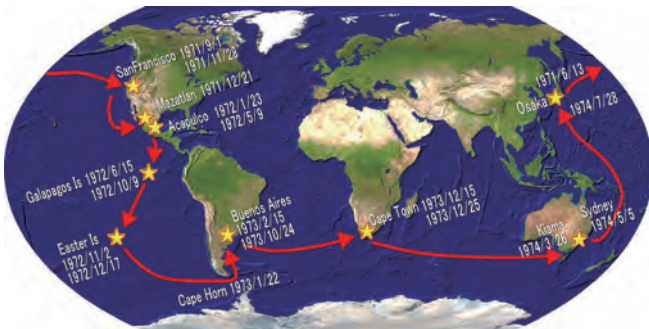 SanFrancisco 1971/9/1
1971/11/28
Mazatlan 1971/12/21
Acapulco 1972/1/23
1972/5/9
Galapagos Is 1972/6/15
1972/10/9
Easter Is
1972/11/2
1972/12/17
Cape Horn 1973/1/22
Buenos Aires
1973/2/15
1973/10/24
Cape Town 1973/12/15
1973/12/25
Kiama
1974/3/26
Sydney
1974/5/5
1971/6/13
Osaka
1974/7/28